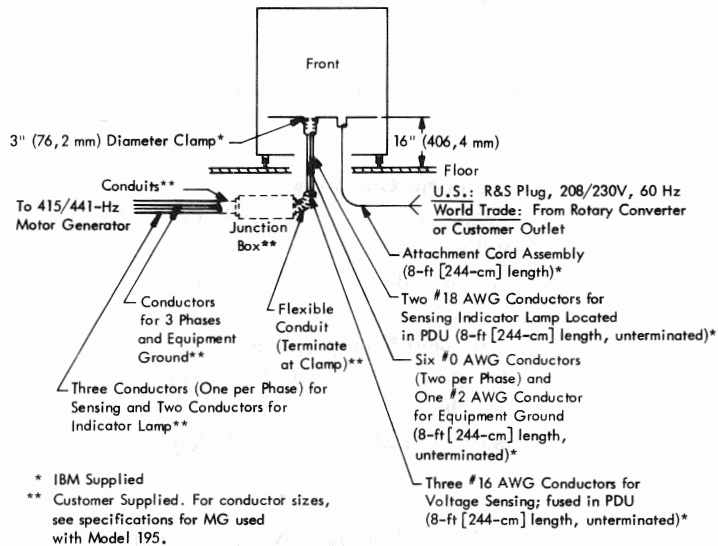 Front
3" (76,2 mm) Diameter Clamp*
16" (406,4 mm)
Floor
Conduits**
To 415/441-Hz
Motor Generator
Junction
Box**
U.S.: R&S Plug, 208/230V, 60 Hz
World Trade: From Rotary Converter
or Customer Outlet
Attachment Cord Assembly
(8-ft [244-cm] length)*
Conductors
for 3 Phases
and Equipment
Ground**
Flexible
Conduit
(Terminate
at Clamp)**
Two #18 AWG Conductors for
Sensing Indicator Lamp Located
in PDU (8-ft [244-cm] length, unterminated)*
Six #0 AWG Conductors
(Two per Phase) and
One #2 AWG Conductor
for Equipment Ground
(8-ft [244-cm] length,
unterminated)*
Three Conductors (One per Phase) for
Sensing and Two Conductors for
Indicator Lamp**
Three #16 AWG Conductors for
Voltage Sensing; fused in PDU
(8-ft [244-cm] length, unterminated)*
* IBM Supplied
** Customer Supplied. For conductor sizes,
see specifications for MG used
with Model 195.